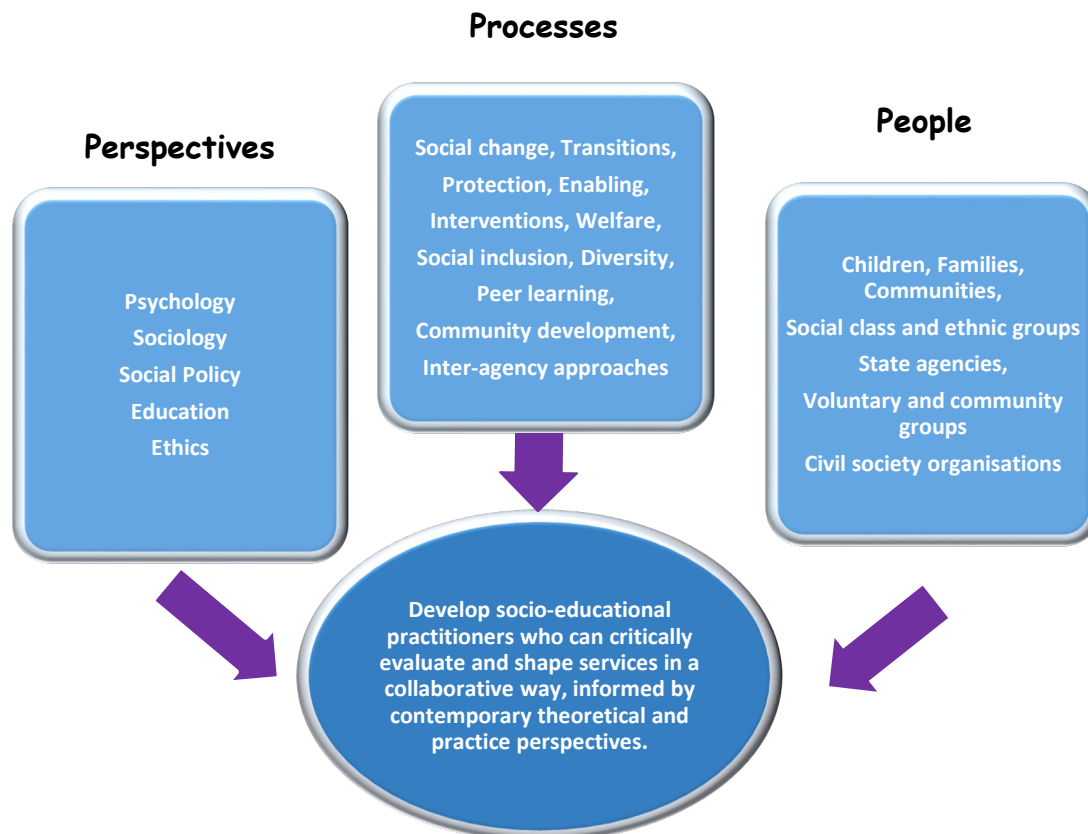 Processes
Social change, Transitions,
Protection, Enabling,
Interventions, Welfare,
Social inclusion, Diversity,
Peer learning,
Community development,
Inter-agency approaches
Perspectives
Psychology
Sociology
Social Policy
Education
Ethics
People
Children, Families,
Communities,
Social class and ethnic groups
State agencies,
Voluntary and community
groups
Civil society organisations
Develop socio-educational
practitioners who can critically
evaluate and shape services in a
collaborative way, informed by
contemporary theoretical and
practice perspectives.